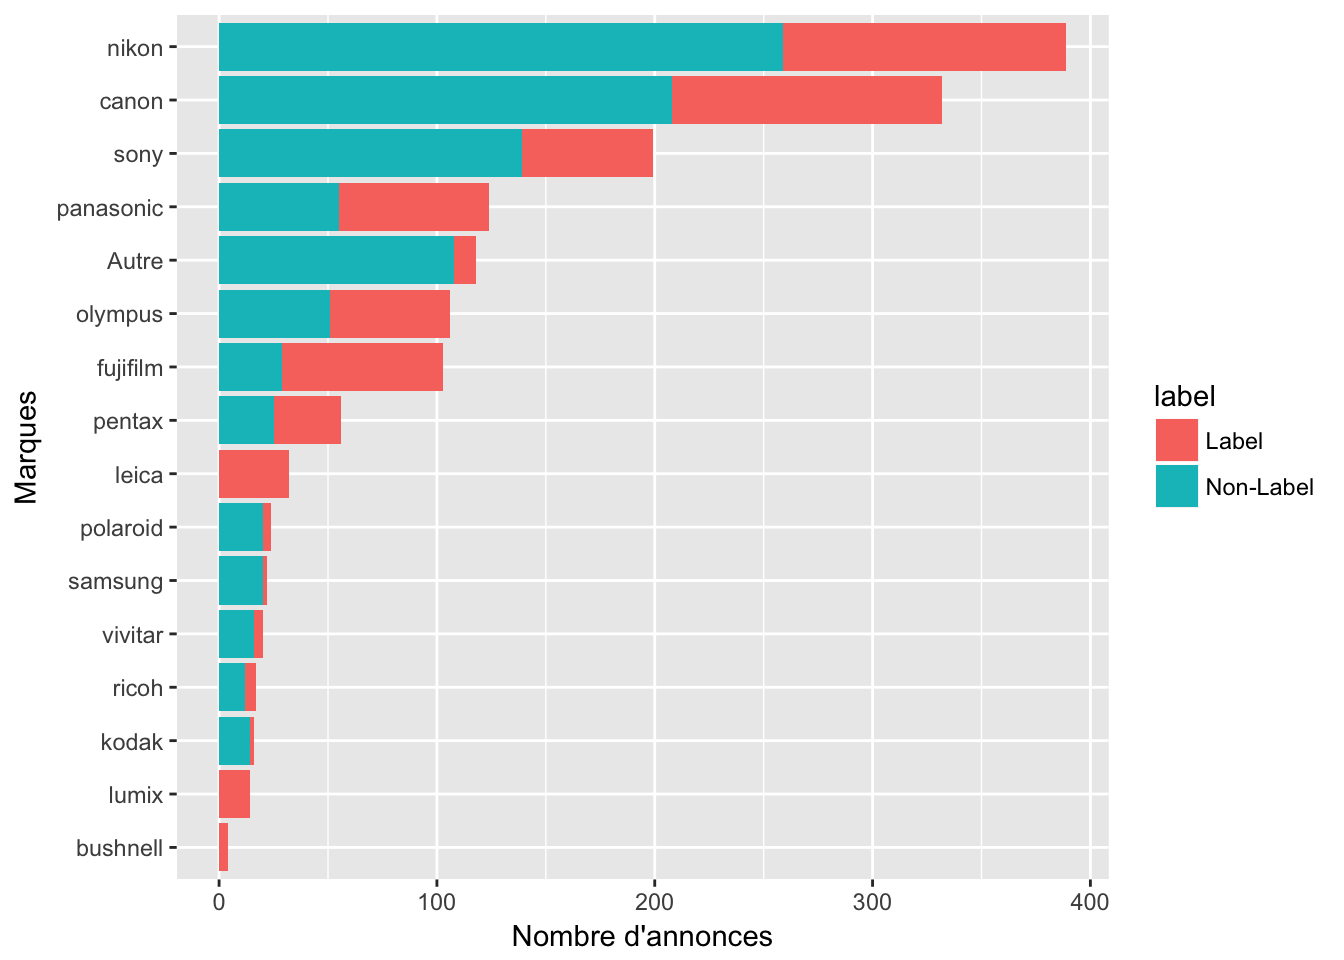 nikon
canon
sony
panasonic
Autre
olympus
fujifilm
pentax
leica
polaroid
samsung
vivitar
ricoh
kodak
lumix
bushnell
Marques
0 100 200 300 400
Nombre d'annonces
label
Label
Non-Label